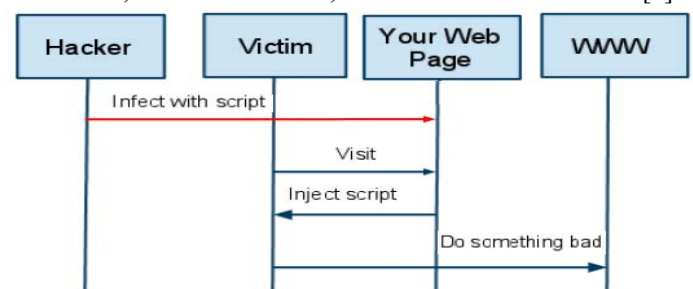 Hacker
Victim
Your Web
Page
WWW
Infect with script
Visit
Inject script
Do something bad